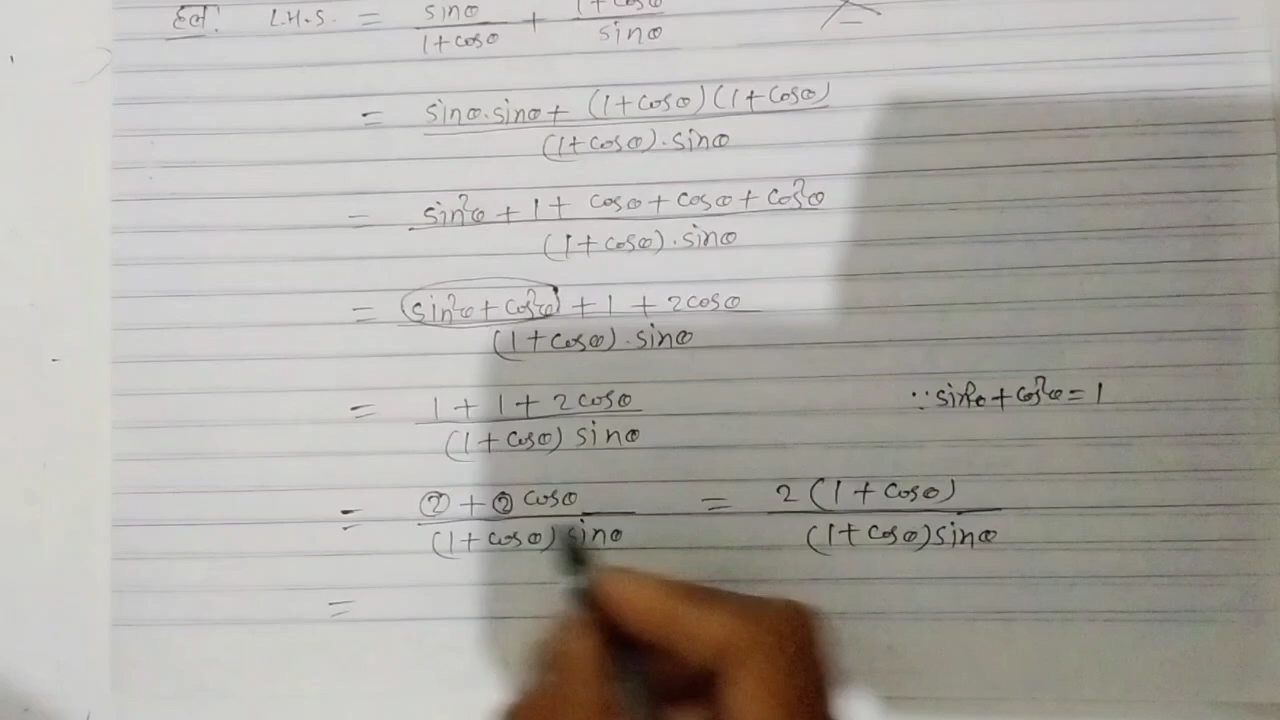 हल: L.H.S. = sinθ/1+cosθ + 1+cosθ/sinθ
= sinθ.sinθ + (1+cosθ)(1+cosθ)/(1+cosθ).sinθ
= sin²θ + 1 + cosθ + cosθ + cos²θ/(1+cosθ).sinθ
= (sin²θ + cos²θ) + 1 + 2cosθ/(1+cosθ).sinθ
= 1 + 1 + 2cosθ/(1+cosθ) sinθ ∵ sin²θ + cos²θ = 1
= 2 + 2 cosθ/(1+cosθ) sinθ = 2(1+cosθ)/(1+cosθ)sinθ
=